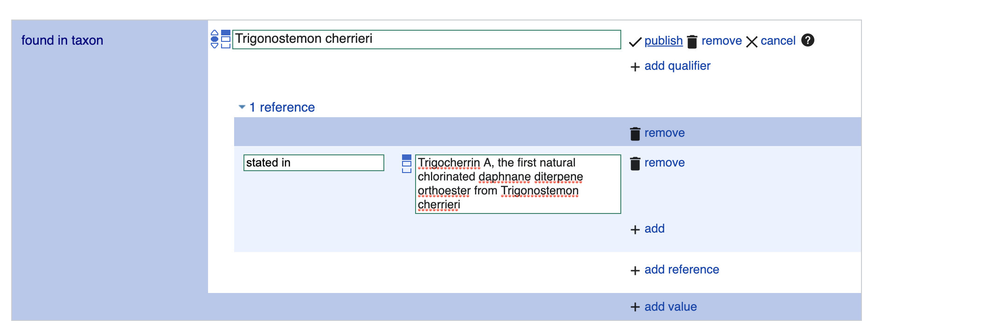 found in taxon
Trigonostemon cherrieri
publish remove cancel ?
+ add qualifier
1 reference
remove
stated in
Trigocherrin A, the first natural
chlorinated daphnane diterpene
orthoester from Trigonostemon
cherrieri
remove
+ add
+ add reference
+ add value